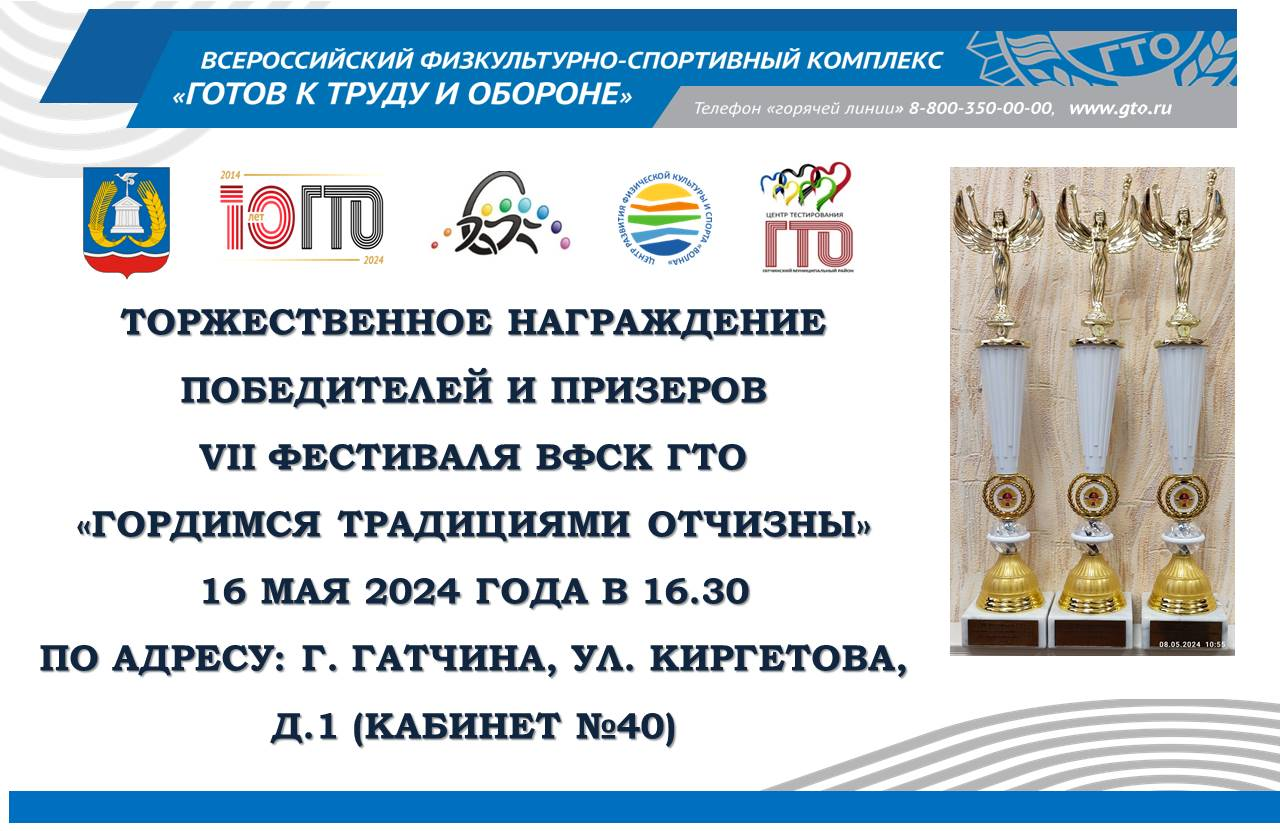 ВСЕРОССИЙСКИЙ ФИЗКУЛЬТУРНО-СПОРТИВНЫЙ КОМПЛЕКС
«ГОТОВ К ТРУДУ И ОБОРОНЕ»
ГТО
Телефон «горячей линии» 8-800-350-00-00, www.gto.ru
2014
10 ГТО
лет
2024
ЦЕНТР РАЗВИТИЯ ФИЗИЧЕСКОЙ КУЛЬТУРЫ И СПОРТА «ВОЛНА»
ЦЕНТР ТЕСТИРОВАНИЯ
ГТО
ТОРЖЕСТВЕННОЕ НАГРАЖДЕНИЕ
ПОБЕДИТЕЛЕЙ И ПРИЗЕРОВ
VII ФЕСТИВАЛЯ ВФСК ГТО
«ГОРДИМСЯ ТРАДИЦИЯМИ ОТЧИЗНЫ»
16 МАЯ 2024 ГОДА В 16.30
ПО АДРЕСУ: Г. ГАТЧИНА, УЛ. КИРГЕТОВА,
Д.1 (КАБИНЕТ №40)
08.05.2024 10:55